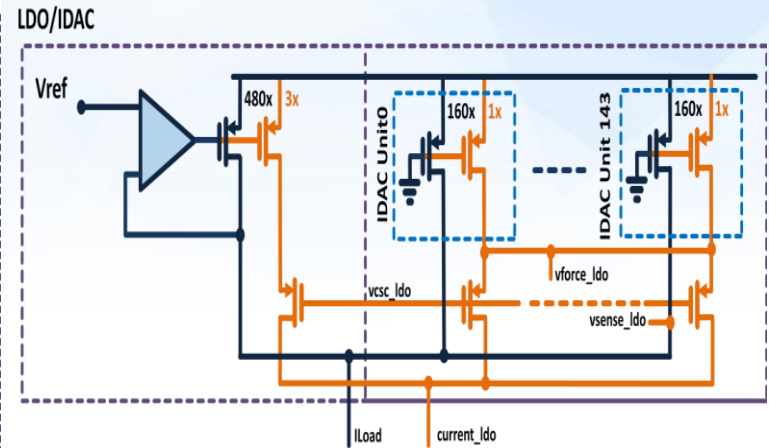 LDO/IDAC
Vref
480x
3x
160x
1x
IDAC Unit0
160x
1x
IDAC Unit 143
vcsc_ldo
vforce_ldo
vsense_ldo
ILoad
current_ldo